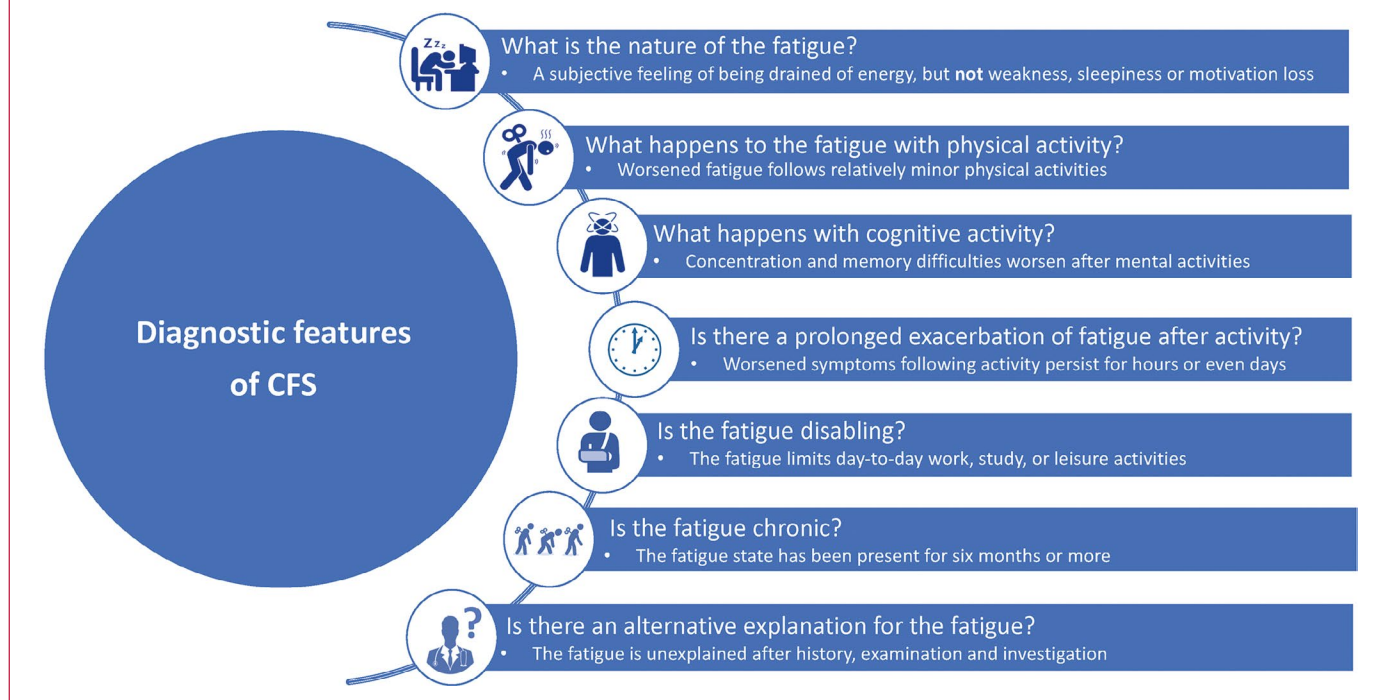 Zzz
What is the nature of the fatigue?
• A subjective feeling of being drained of energy, but not weakness, sleepiness or motivation loss
What happens to the fatigue with physical activity?
• Worsened fatigue follows relatively minor physical activities
What happens with cognitive activity?
• Concentration and memory difficulties worsen after mental activities
Diagnostic features
of CFS
Is there a prolonged exacerbation of fatigue after activity?
• Worsened symptoms following activity persist for hours or even days
Is the fatigue disabling?
• The fatigue limits day-to-day work, study, or leisure activities
Is the fatigue chronic?
• The fatigue state has been present for six months or more
?
Is there an alternative explanation for the fatigue?
• The fatigue is unexplained after history, examination and investigation